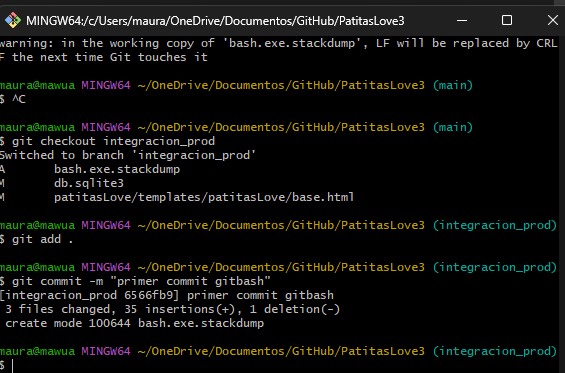 MINGW64:/c/Users/maura/OneDrive/Documentos/GitHub/PatitasLove3
warning: in the working copy of 'bash.exe.stackdump', LF will be replaced by CRL
F the next time Git touches it
maura@mawua MINGW64 ~/OneDrive/Documentos/GitHub/PatitasLove3 (main)
$ ^C
maura@mawua MINGW64 ~/OneDrive/Documentos/GitHub/PatitasLove3 (main)
$ git checkout integracion_prod
Switched to branch 'integracion_prod'
A       bash.exe.stackdump
M       db.sqlite3
M       patitasLove/templates/patitasLove/base.html
maura@mawua MINGW64 ~/OneDrive/Documentos/GitHub/PatitasLove3 (integracion_prod)
$ git add .
maura@mawua MINGW64 ~/OneDrive/Documentos/GitHub/PatitasLove3 (integracion_prod)
$ git commit -m "primer commit gitbash"
[integracion_prod 6566fb9] primer commit gitbash
 3 files changed, 35 insertions(+), 1 deletion(-)
 create mode 100644 bash.exe.stackdump
maura@mawua MINGW64 ~/OneDrive/Documentos/GitHub/PatitasLove3 (integracion_prod)
$